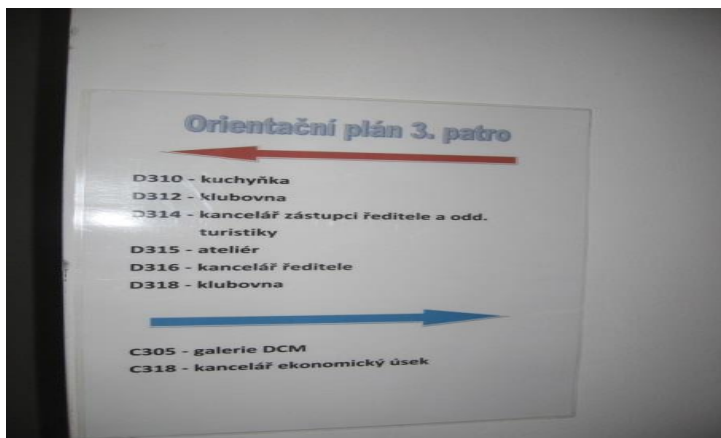 Orientační plán 3. patro
D310 - kuchyňka
D312 - klubovna
D314 - kancelář zástupci ředitele a odd.
turistiky
D315 - ateliér
D316 - kancelář ředitele
D318 - klubovna
C305 - galerie DCM
C318 - kancelář ekonomický úsek